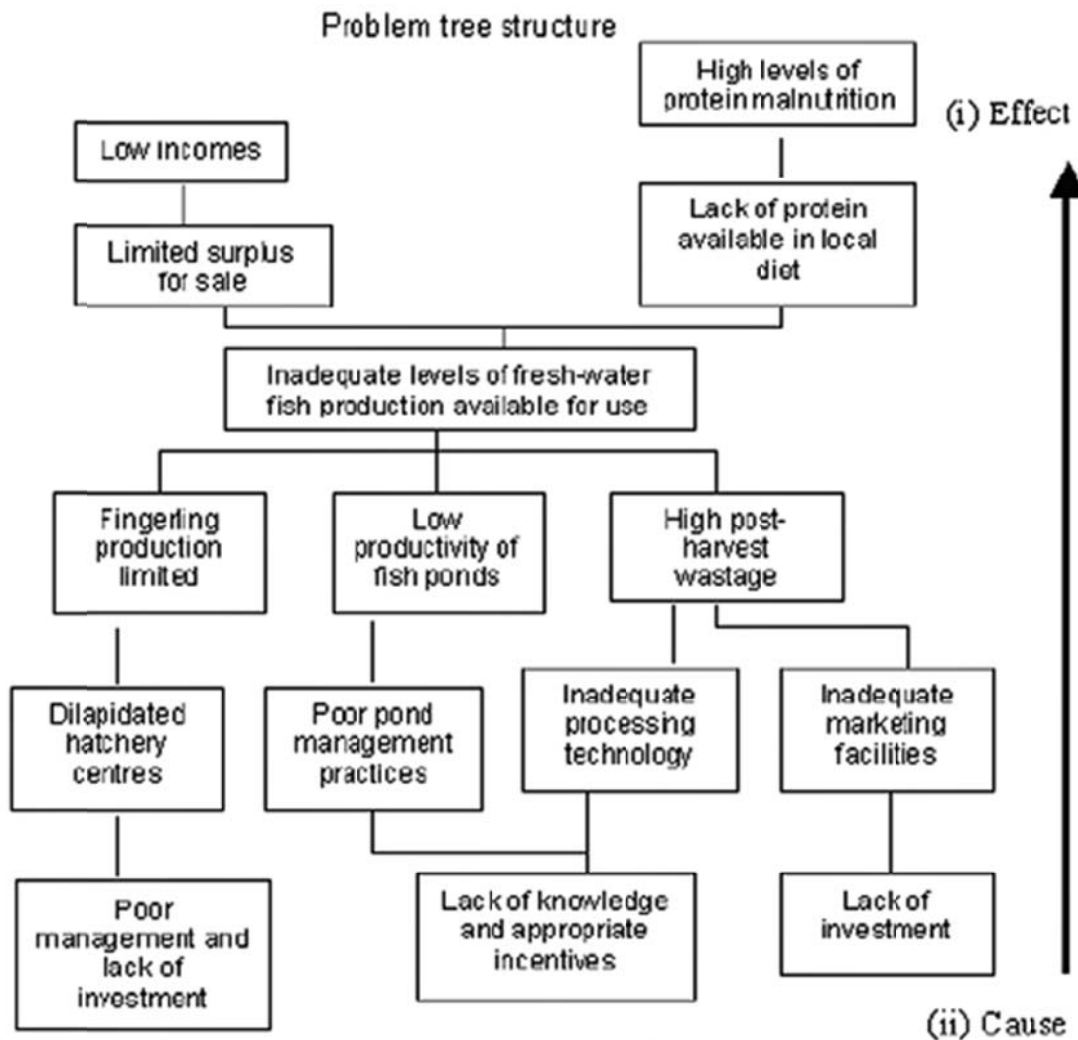 Problem tree structure
High levels of
protein malnutrition
(i) Effect
Low incomes
Lack of protein
available in local
diet
Limited surplus
for sale
Inadequate levels of fresh-water
fish production available for use
Fingerling
production
limited
Low
productivity of
fish ponds
High post-
harvest
wastage
Dilapidated
hatchery
centres
Poor pond
management
practices
Inadequate
processing
technology
Inadequate
marketing
facilities
Poor
management and
lack of
investment
Lack of knowledge
and appropriate
incentives
Lack of
investment
(ii) Cause